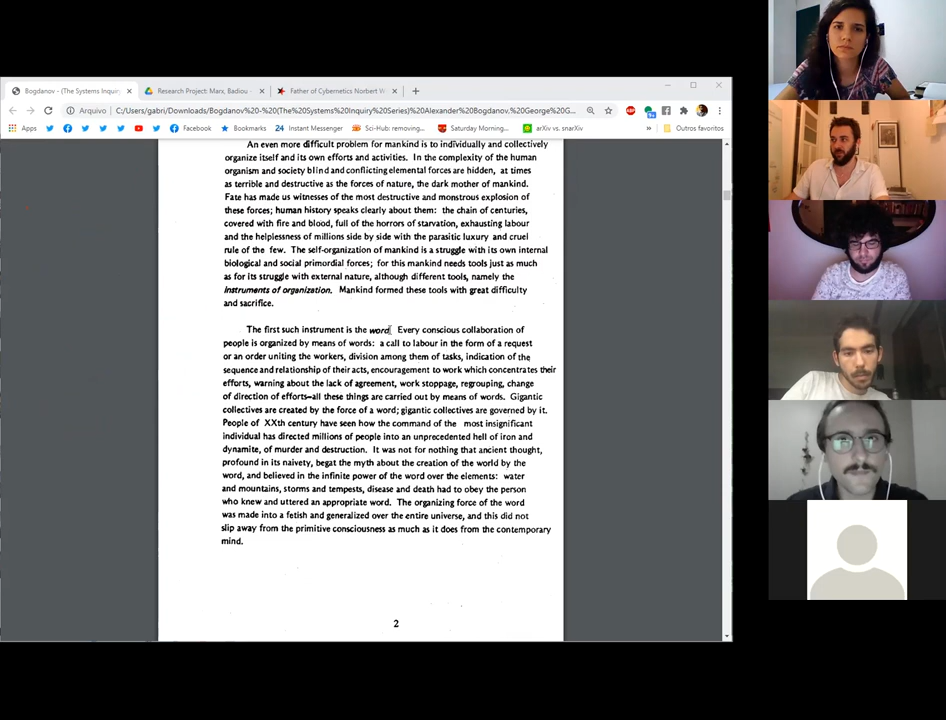 Bogdanov - (The Systems Inquir
Research Project: Marx, Badiou -
Father of Cybernetics Norbert W
Arquivo C:/Users/gabri/Downloads/Bogdanov%20-%20(The%20Systems%20Inquiry%20Series)%20Alexander%20Bogdanov.%20George%20G...
Apps Facebook Bookmarks 24 Instant Messenger Sci-Hub: removing... Saturday Morning... arXiv vs. snarXiv » Outros favoritos
An even more difficult problem for mankind is to individually and collectively
organize itself and its own efforts and activities. In the complexity of the human
organism and society blind and conflicting elemental forces are hidden, at times
as terrible and destructive as the forces of nature, the dark mother of mankind.
Fate has made us witnesses of the most destructive and monstrous explosion of
these forces; human history speaks clearly about them: the chain of centuries,
covered with fire and blood, full of the horrors of starvation, exhausting labour
and the helplessness of millions side by side with the parasitic luxury and cruel
rule of the few. The self-organization of mankind is a struggle with its own internal
biological and social primordial forces; for this mankind needs tools just as much
as for its struggle with external nature, although different tools, namely the
instruments of organization. Mankind formed these tools with great difficulty
and sacrifice.
The first such instrument is the word. Every conscious collaboration of
people is organized by means of words: a call to labour in the form of a request
or an order uniting the workers, division among them of tasks, indication of the
sequence and relationship of their acts, encouragement to work which concentrates their
efforts, warning about the lack of agreement, work stoppage, regrouping, change
of direction of efforts—all these things are carried out by means of words. Gigantic
collectives are created by the force of a word; gigantic collectives are governed by it.
People of XXth century have seen how the command of the most insignificant
individual has directed millions of people into an unprecedented hell of iron and
dynamite, of murder and destruction. It was not for nothing that ancient thought,
profound in its naivety, begat the myth about the creation of the world by the
word, and believed in the infinite power of the word over the elements: water
and mountains, storms and tempests, disease and death had to obey the person
who knew and uttered an appropriate word. The organizing force of the word
was made into a fetish and generalized over the entire universe, and this did not
slip away from the primitive consciousness as much as it does from the contemporary
mind.
2